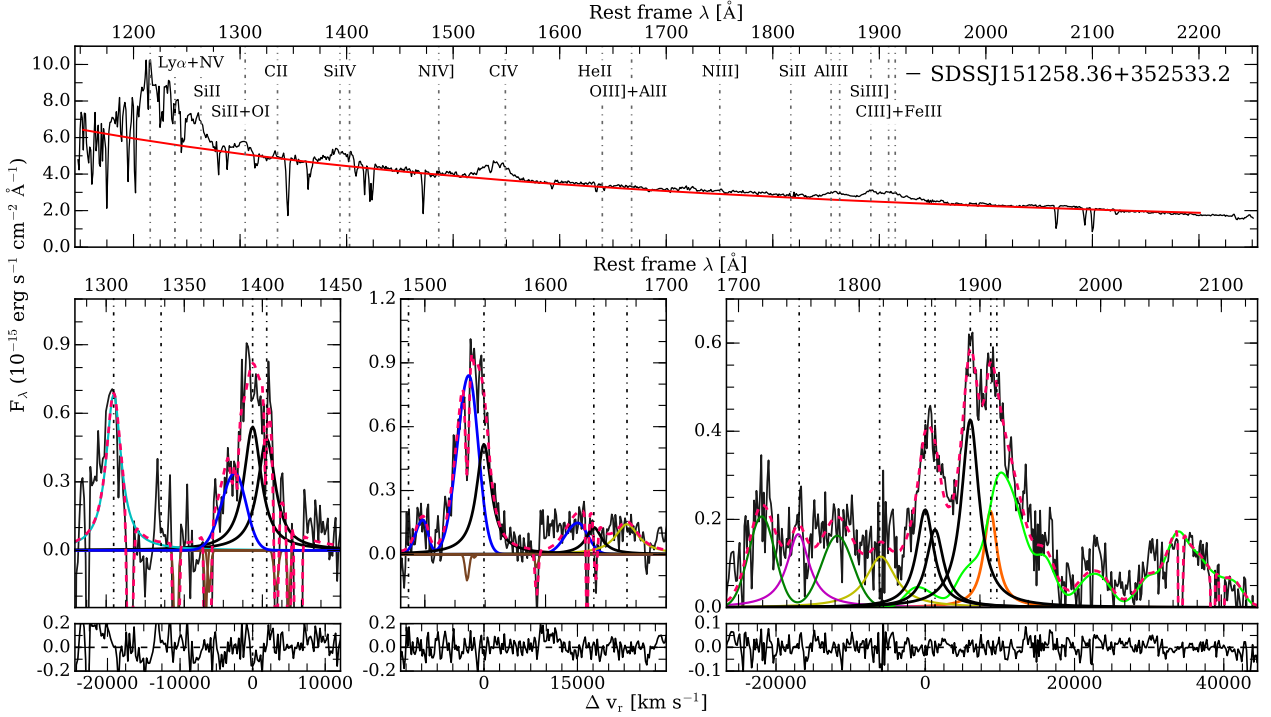 Rest frame λ [Å]
1200 1300 1400 1500 1600 1700 1800 1900 2000 2100 2200
10.0
8.0
6.0
4.0
2.0
0.0
Lyα+NV
SiII
SiII+OI
CII
SiIV
NIV]
CIV
HeII
OIII]+AlII
NIII]
SiII
AlIII
SiIII]
CIII]+FeIII
– SDSSJ151258.36+352533.2
F_λ (10⁻¹⁵ erg s⁻¹ cm⁻² Å⁻¹)
Rest frame λ [Å]
1300 1350 1400 1450
0.9
0.6
0.3
0.0
0.2
0.0
-0.2
-20000 -10000 0 10000
1500 1600 1700
1.2
0.9
0.6
0.3
0.0
0.2
0.0
-0.2
0 15000
1700 1800 1900 2000 2100
0.6
0.4
0.2
0.0
0.1
0.0
-0.1
-20000 0 20000 40000
Δ vᵣ [km s⁻¹]